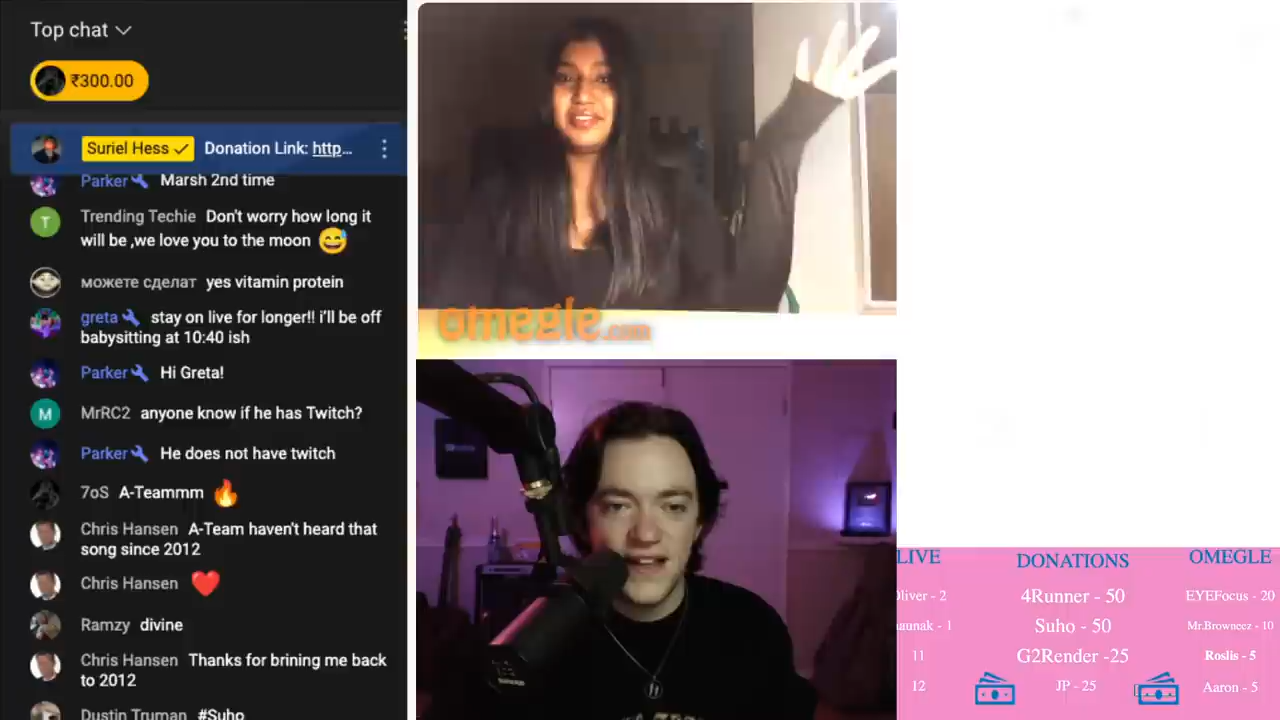 Top chat
₹300.00
Suriel Hess Donation Link: http...
Parker Marsh 2nd time
Trending Techie Don't worry how long it
will be ,we love you to the moon
можете сделат yes vitamin protein
greta stay on live for longer!! i'll be off
babysitting at 10:40 ish
Parker Hi Greta!
M
MrRC2 anyone know if he has Twitch?
Parker He does not have twitch
7oS A-Teammm
Chris Hansen A-Team haven't heard that
song since 2012
Chris Hansen
Ramzy divine
Chris Hansen Thanks for brining me back
to 2012
Dustin Truman #Suho
T
omegle.com
LIVE
Oliver - 2
aunak - 1
11
12
DONATIONS
4Runner - 50
Suho - 50
G2Render -25
JP - 25
OMEGLE
EYEFocus - 20
Mr.Browneez - 10
Roslis - 5
Aaron - 5